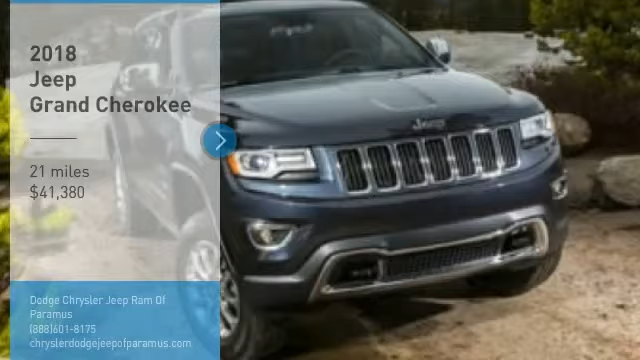 2018
Jeep
Grand Cherokee
21 miles
$41,380
Dodge Chrysler Jeep Ram Of
Paramus
(888)601-8175
chryslerdodgejeepofparamus.com
Jeep